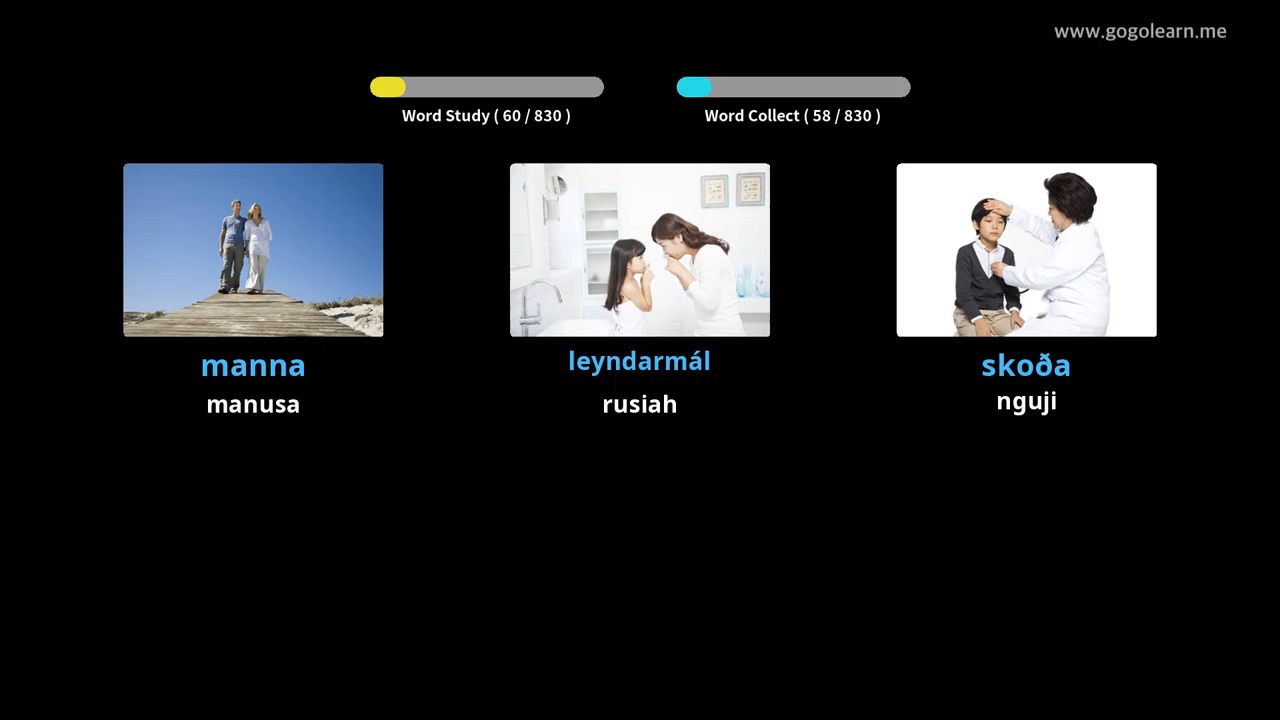 www.gogolearn.me
Word Study ( 60 / 830 )
Word Collect ( 58 / 830 )
manna
leyndarmál
skoða
manusa
rusiah
nguji